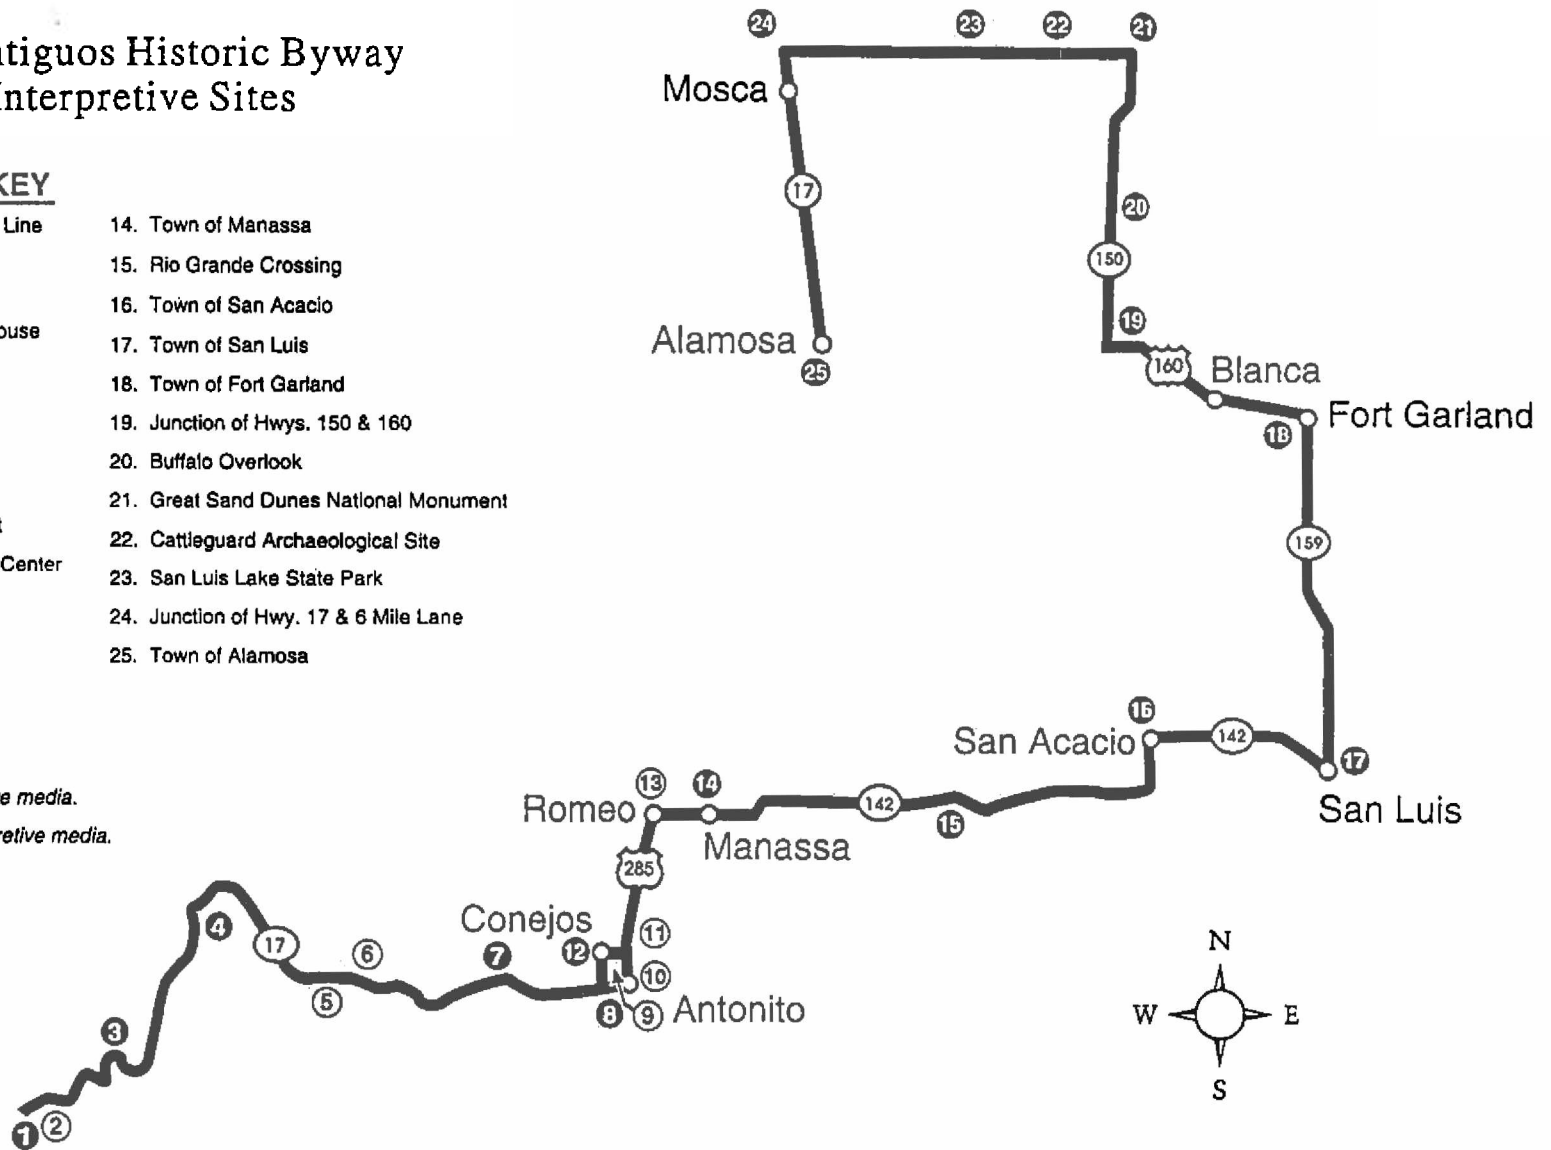 tiguos Historic Byway
Interpretive Sites
KEY
Line
ouse
t
Center
14. Town of Manassa
15. Rio Grande Crossing
16. Town of San Acacio
17. Town of San Luis
18. Town of Fort Garland
19. Junction of Hwys. 150 & 160
20. Buffalo Overlook
21. Great Sand Dunes National Monument
22. Cattleguard Archaeological Site
23. San Luis Lake State Park
24. Junction of Hwy. 17 & 6 Mile Lane
25. Town of Alamosa
e media.
retive media.
24
23
22
21
Mosca
17
20
150
Alamosa
25
19
160
Blanca
Fort Garland
18
159
16
San Acacio
142
17
San Luis
13
14
Romeo
142
15
Manassa
285
4
17
Conejos
12
11
6
7
5
10
8
9
Antonito
3
1
2
N
W
E
S